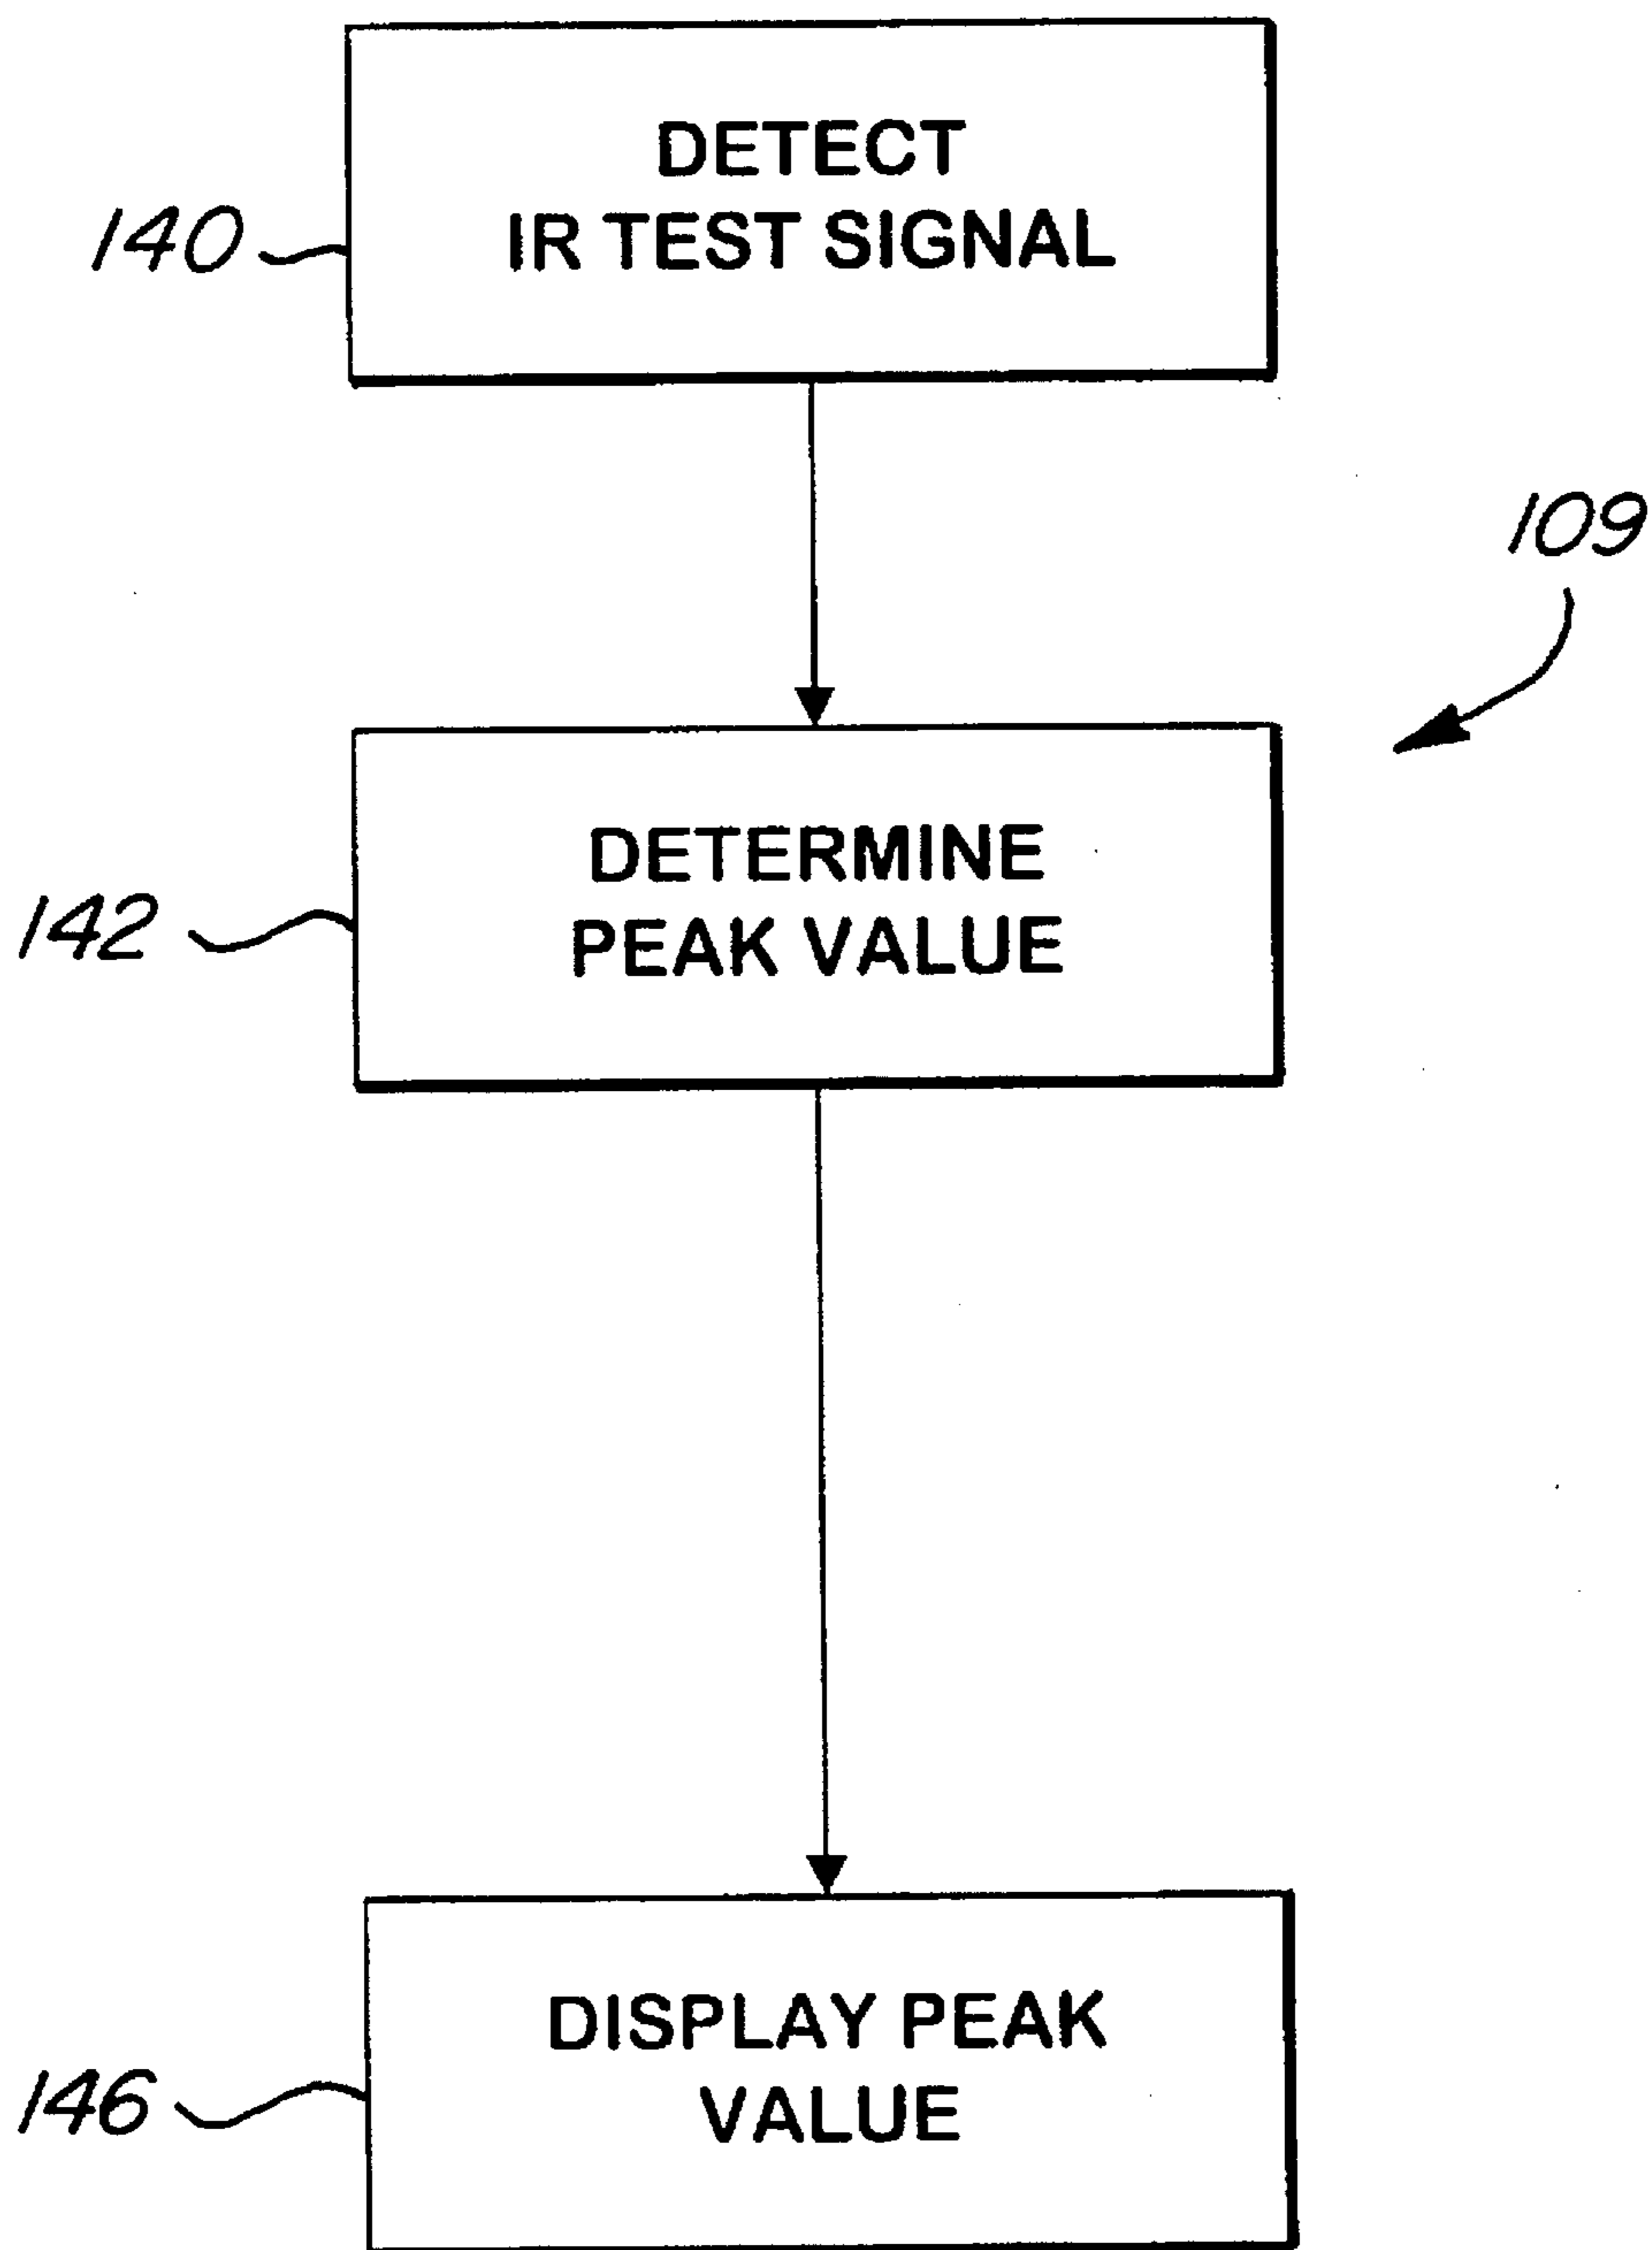 DETECT
IR TEST SIGNAL
140
109
DETERMINE
PEAK VALUE
142
DISPLAY PEAK
VALUE
146